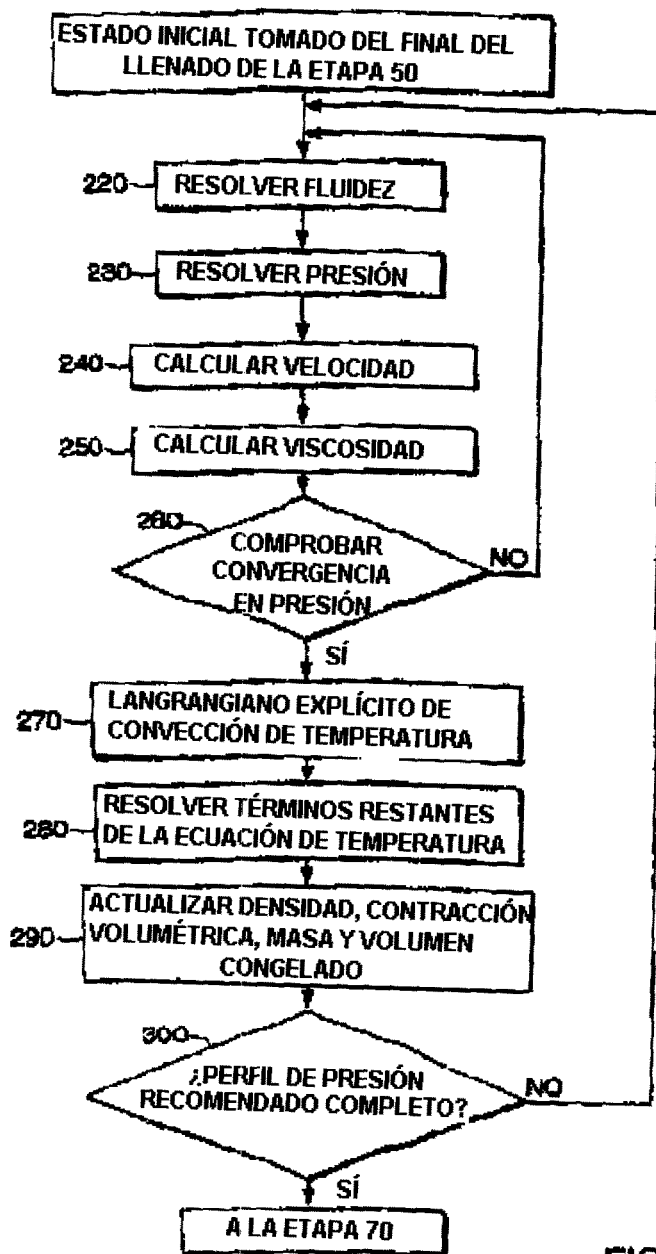 ESTADO INICIAL TOMADO DEL FINAL DEL
LLENADO DE LA ETAPA 50
220
RESOLVER FLUIDEZ
230
RESOLVER PRESIÓN
240
CALCULAR VELOCIDAD
250
CALCULAR VISCOSIDAD
260
COMPROBAR
CONVERGENCIA
EN PRESIÓN
NO
SÍ
270
LANGRANGIANO EXPLÍCITO DE
CONVECCIÓN DE TEMPERATURA
280
RESOLVER TÉRMINOS RESTANTES
DE LA ECUACIÓN DE TEMPERATURA
290
ACTUALIZAR DENSIDAD, CONTRACCIÓN
VOLUMÉTRICA, MASA Y VOLUMEN
CONGELADO
300
¿PERFIL DE PRESIÓN
RECOMENDADO COMPLETO?
NO
SÍ
A LA ETAPA 70